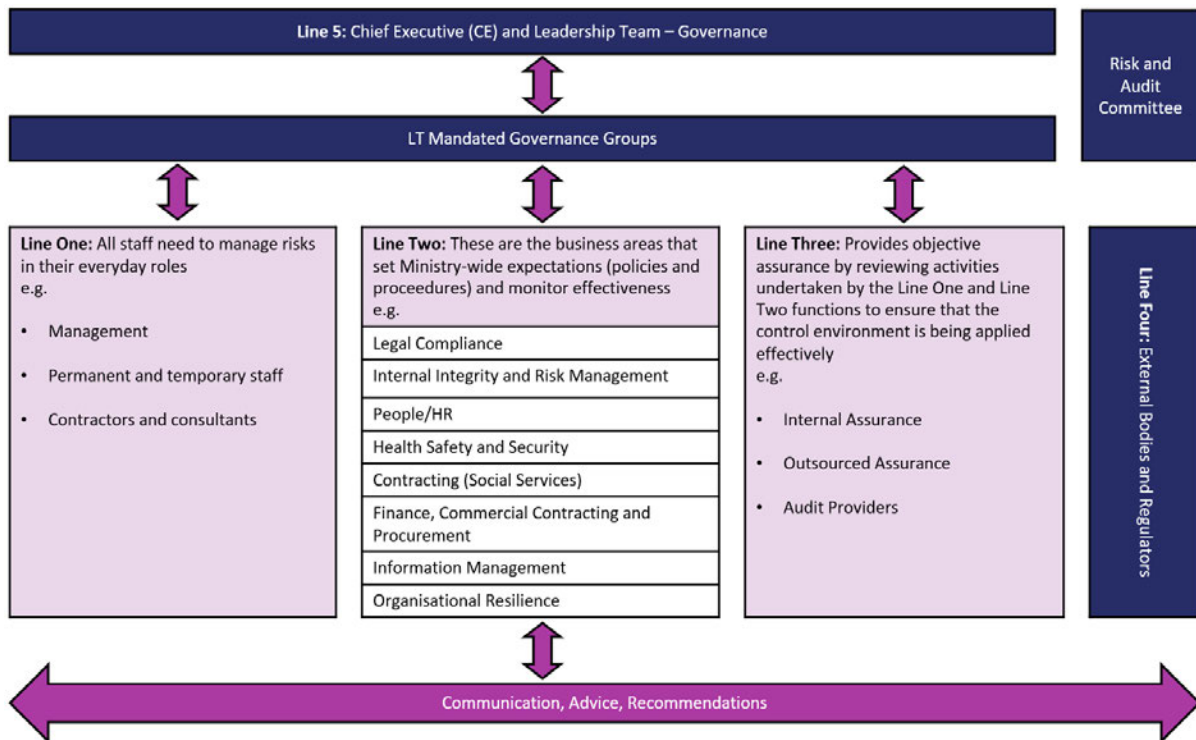 Line 5: Chief Executive (CE) and Leadership Team – Governance
Risk and
Audit
Committee
LT Mandated Governance Groups
Line One: All staff need to manage risks
in their everyday roles
e.g.
• Management
• Permanent and temporary staff
• Contractors and consultants
Line Two: These are the business areas that
set Ministry-wide expectations (policies and
proceedures) and monitor effectiveness
e.g.
Legal Compliance
Internal Integrity and Risk Management
People/HR
Health Safety and Security
Contracting (Social Services)
Finance, Commercial Contracting and
Procurement
Information Management
Organisational Resilience
Line Three: Provides objective
assurance by reviewing activities
undertaken by the Line One and Line
Two functions to ensure that the
control environment is being applied
effectively
e.g.
• Internal Assurance
• Outsourced Assurance
• Audit Providers
Line Four: External Bodies and Regulators
Communication, Advice, Recommendations